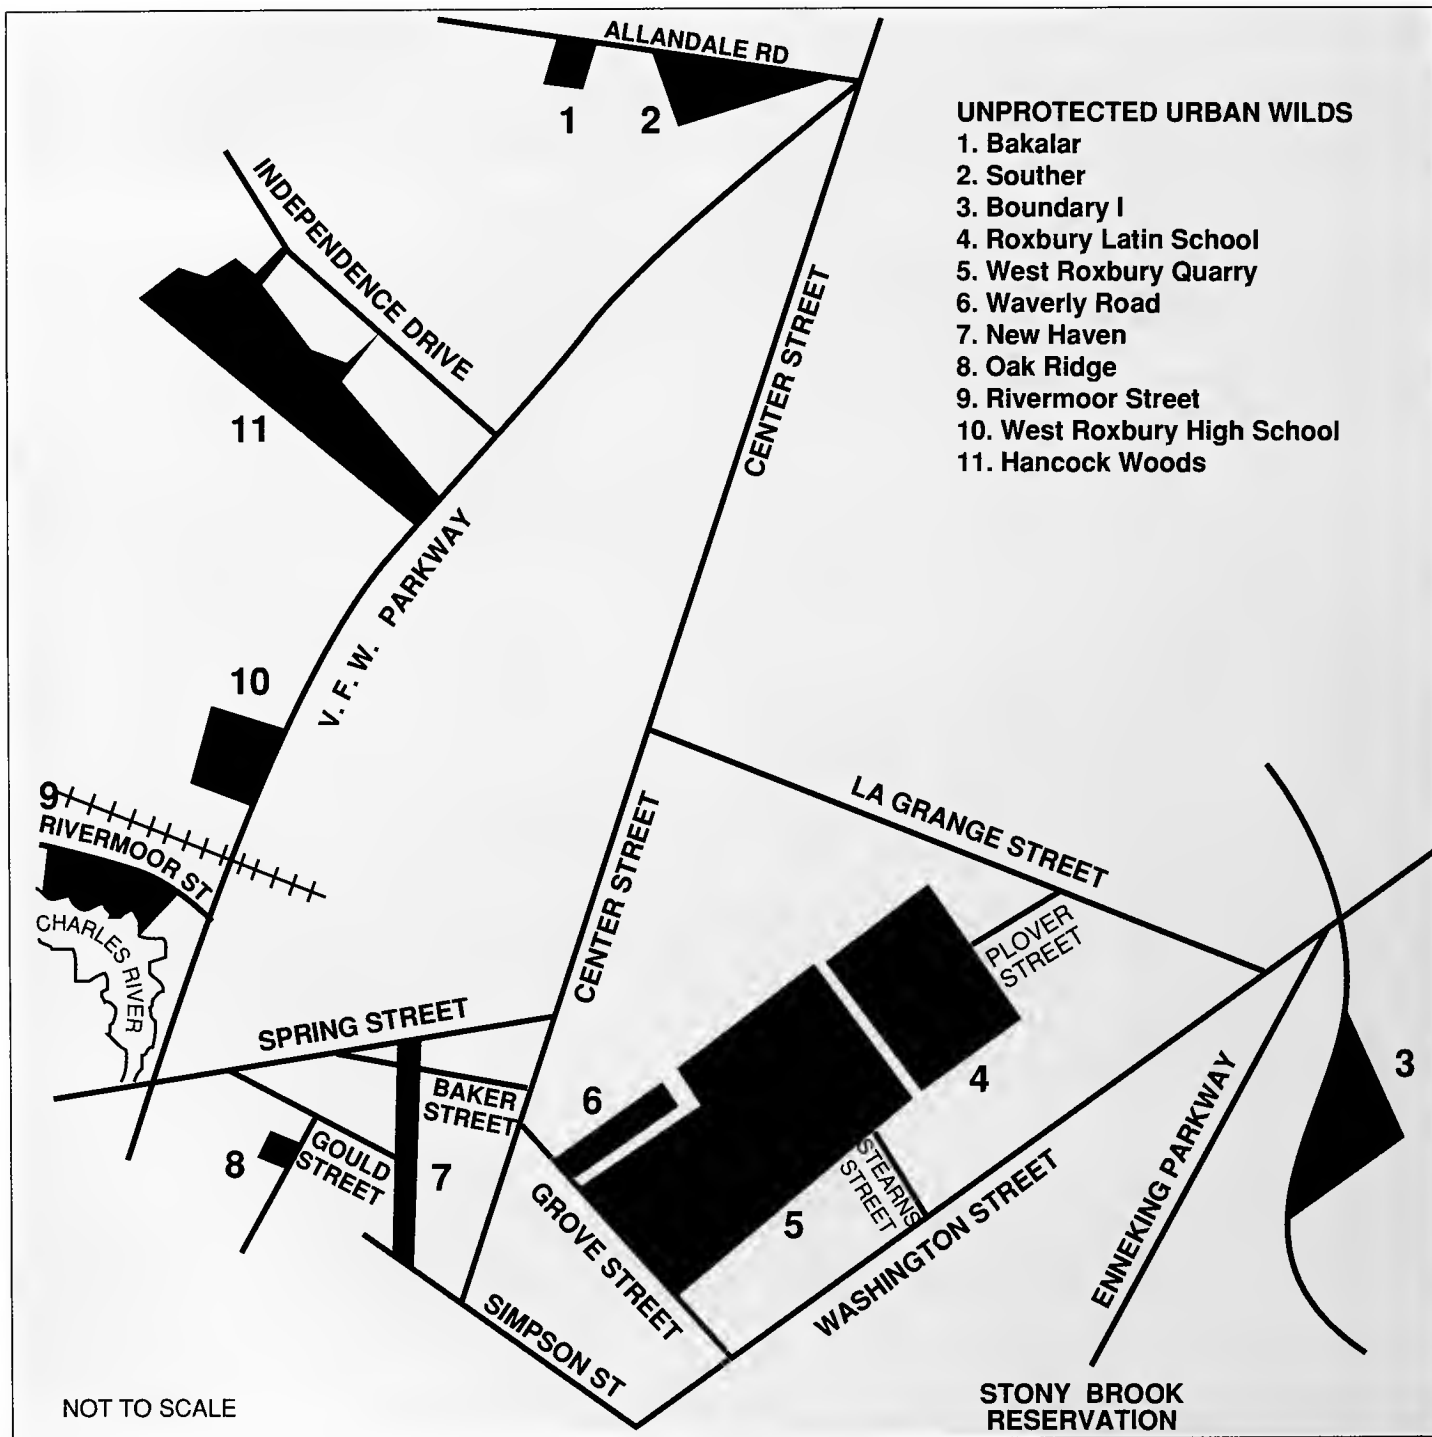 ALLANDALE RD
1
2
UNPROTECTED URBAN WILDS
1. Bakalar
2. Souther
3. Boundary I
4. Roxbury Latin School
5. West Roxbury Quarry
6. Waverly Road
7. New Haven
8. Oak Ridge
9. Rivermoor Street
10. West Roxbury High School
11. Hancock Woods
INDEPENDENCE DRIVE
11
CENTER STREET
V. F. W. PARKWAY
10
9
RIVERMOOR ST
CHARLES RIVER
LA GRANGE STREET
CENTER STREET
PLOVER
STREET
SPRING STREET
BAKER
STREET
6
4
3
GOULD
STREET
8
7
STEARNS
STREET
5
GROVE STREET
WASHINGTON STREET
ENNEKING PARKWAY
SIMPSON ST
NOT TO SCALE
STONY BROOK
RESERVATION